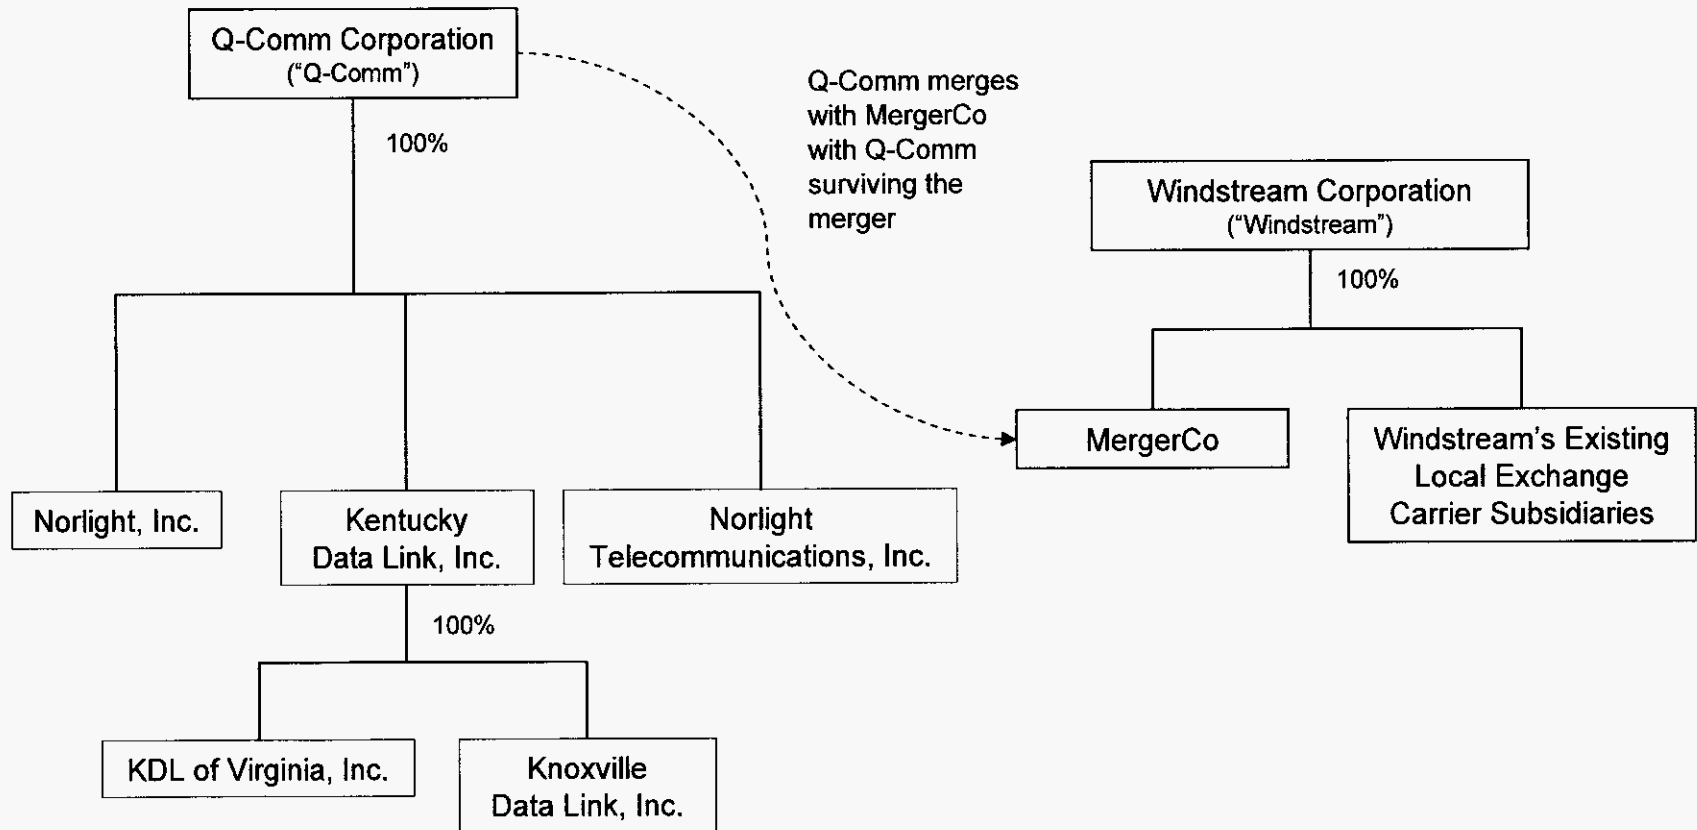 Q-Comm Corporation
(“Q-Comm”)
100%
Q-Comm merges
with MergerCo
with Q-Comm
surviving the
merger
Windstream Corporation
(“Windstream”)
100%
MergerCo
Windstream’s Existing
Local Exchange
Carrier Subsidiaries
Norlight, Inc.
Kentucky
Data Link, Inc.
Norlight
Telecommunications, Inc.
100%
KDL of Virginia, Inc.
Knoxville
Data Link, Inc.